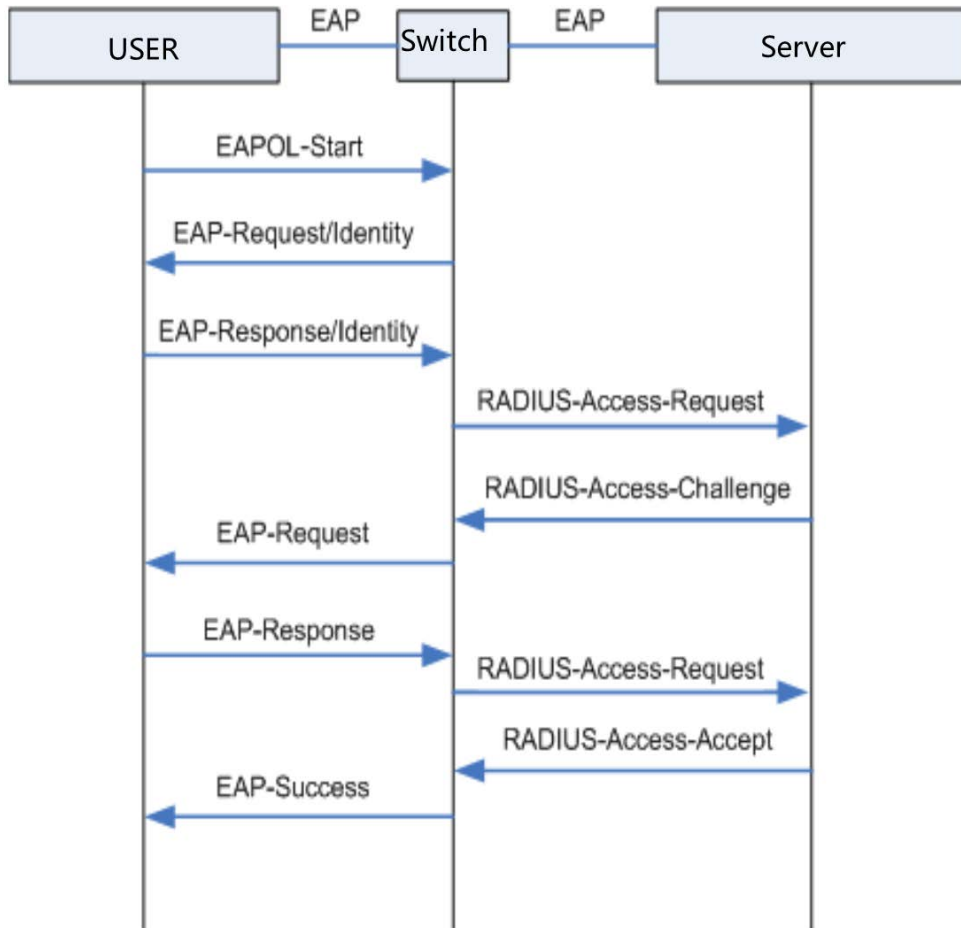 EAP
EAP
USER
Switch
Server
EAPOL-Start
EAP-Request/Identity
EAP-Response/Identity
RADIUS-Access-Request
RADIUS-Access-Challenge
EAP-Request
EAP-Response
RADIUS-Access-Request
RADIUS-Access-Accept
EAP-Success